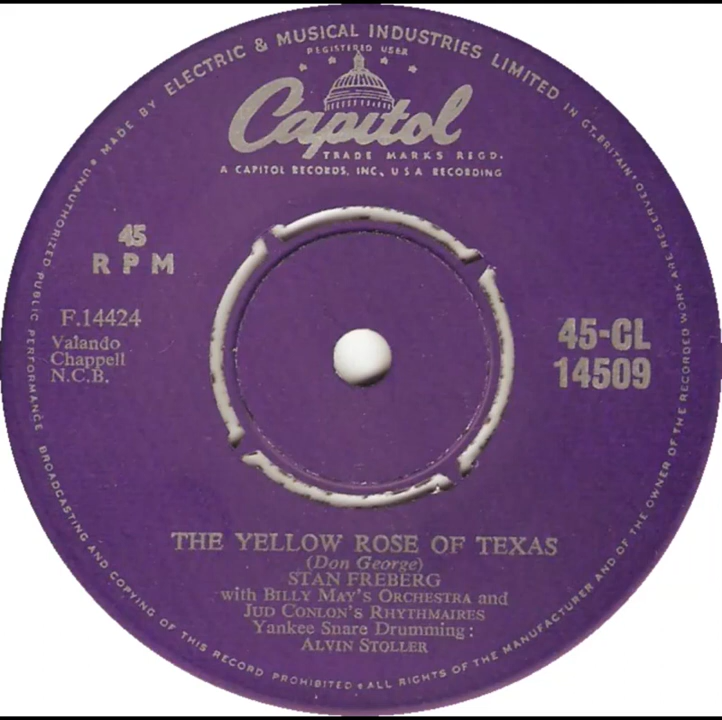 MADE BY ELECTRIC & MUSICAL INDUSTRIES LIMITED IN GT. BRITAIN • ALL RIGHTS OF THE MANUFACTURER AND OF THE OWNER OF THE RECORDED WORK ARE RESERVED • UNAUTHORIZED PUBLIC PERFORMANCE BROADCASTING AND COPYING OF THIS RECORD PROHIBITED •
REGISTERED USER
Capitol
TRADE MARKS REGD.
A CAPITOL RECORDS, INC., U S A RECORDING
45
RPM
F.14424
Valando
Chappell
N.C.B.
45-CL
14509
THE YELLOW ROSE OF TEXAS
(Don George)
STAN FREBERG
with BILLY MAY'S ORCHESTRA and
JUD CONLON'S RHYTHMAIRES
Yankee Snare Drumming:
ALVIN STOLLER